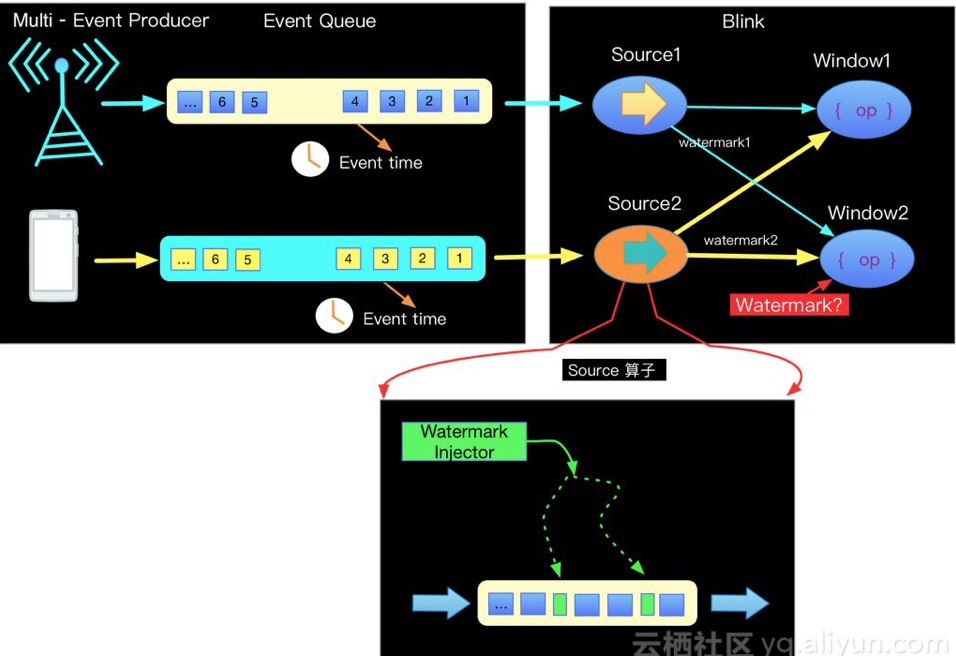 Multi - Event Producer
Event Queue
... 6 5 4 3 2 1
Event time
... 6 5 4 3 2 1
Event time
Blink
Source1
Window1
{ op }
watermark1
Source2
Window2
watermark2
{ op }
Watermark?
Source 算子
Watermark
Injector
...
云栖社区 yq.aliyun.com